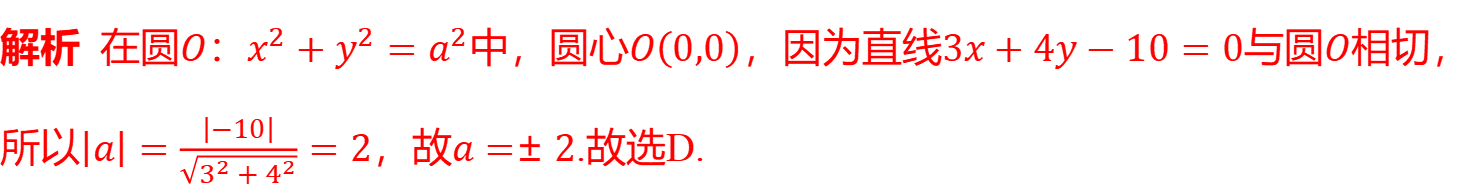 解析 在圆𝑂：𝑥² + 𝑦² = 𝑎²中，圆心𝑂(0,0)，因为直线3𝑥 + 4𝑦 − 10 = 0与圆𝑂相切，
所以|𝑎| = |−10|/√(3² + 4²) = 2，故𝑎 =± 2.故选D.